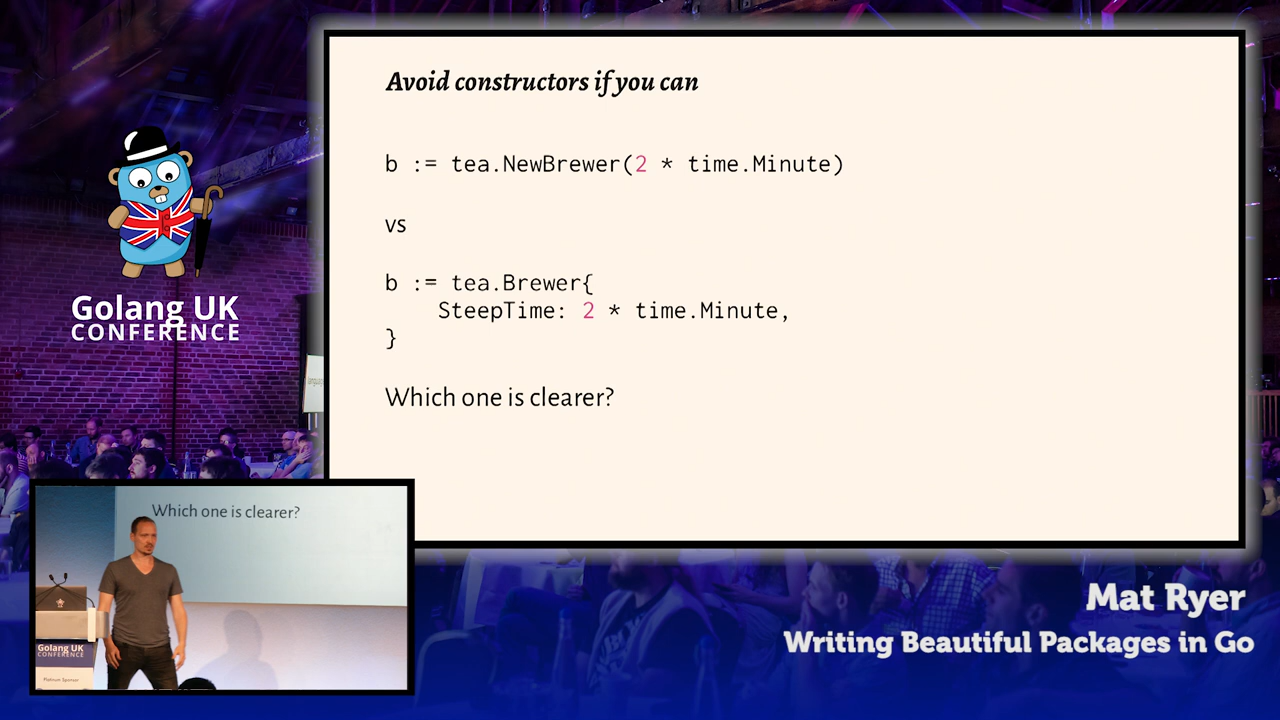 Avoid constructors if you can
b := tea.NewBrewer(2 * time.Minute)
vs
b := tea.Brewer{
    SteepTime: 2 * time.Minute,
}
Which one is clearer?
Golang UK
CONFERENCE
Which one is clearer?
Golang UK
CONFERENCE
Platinum Sponsor
Mat Ryer
Writing Beautiful Packages in Go